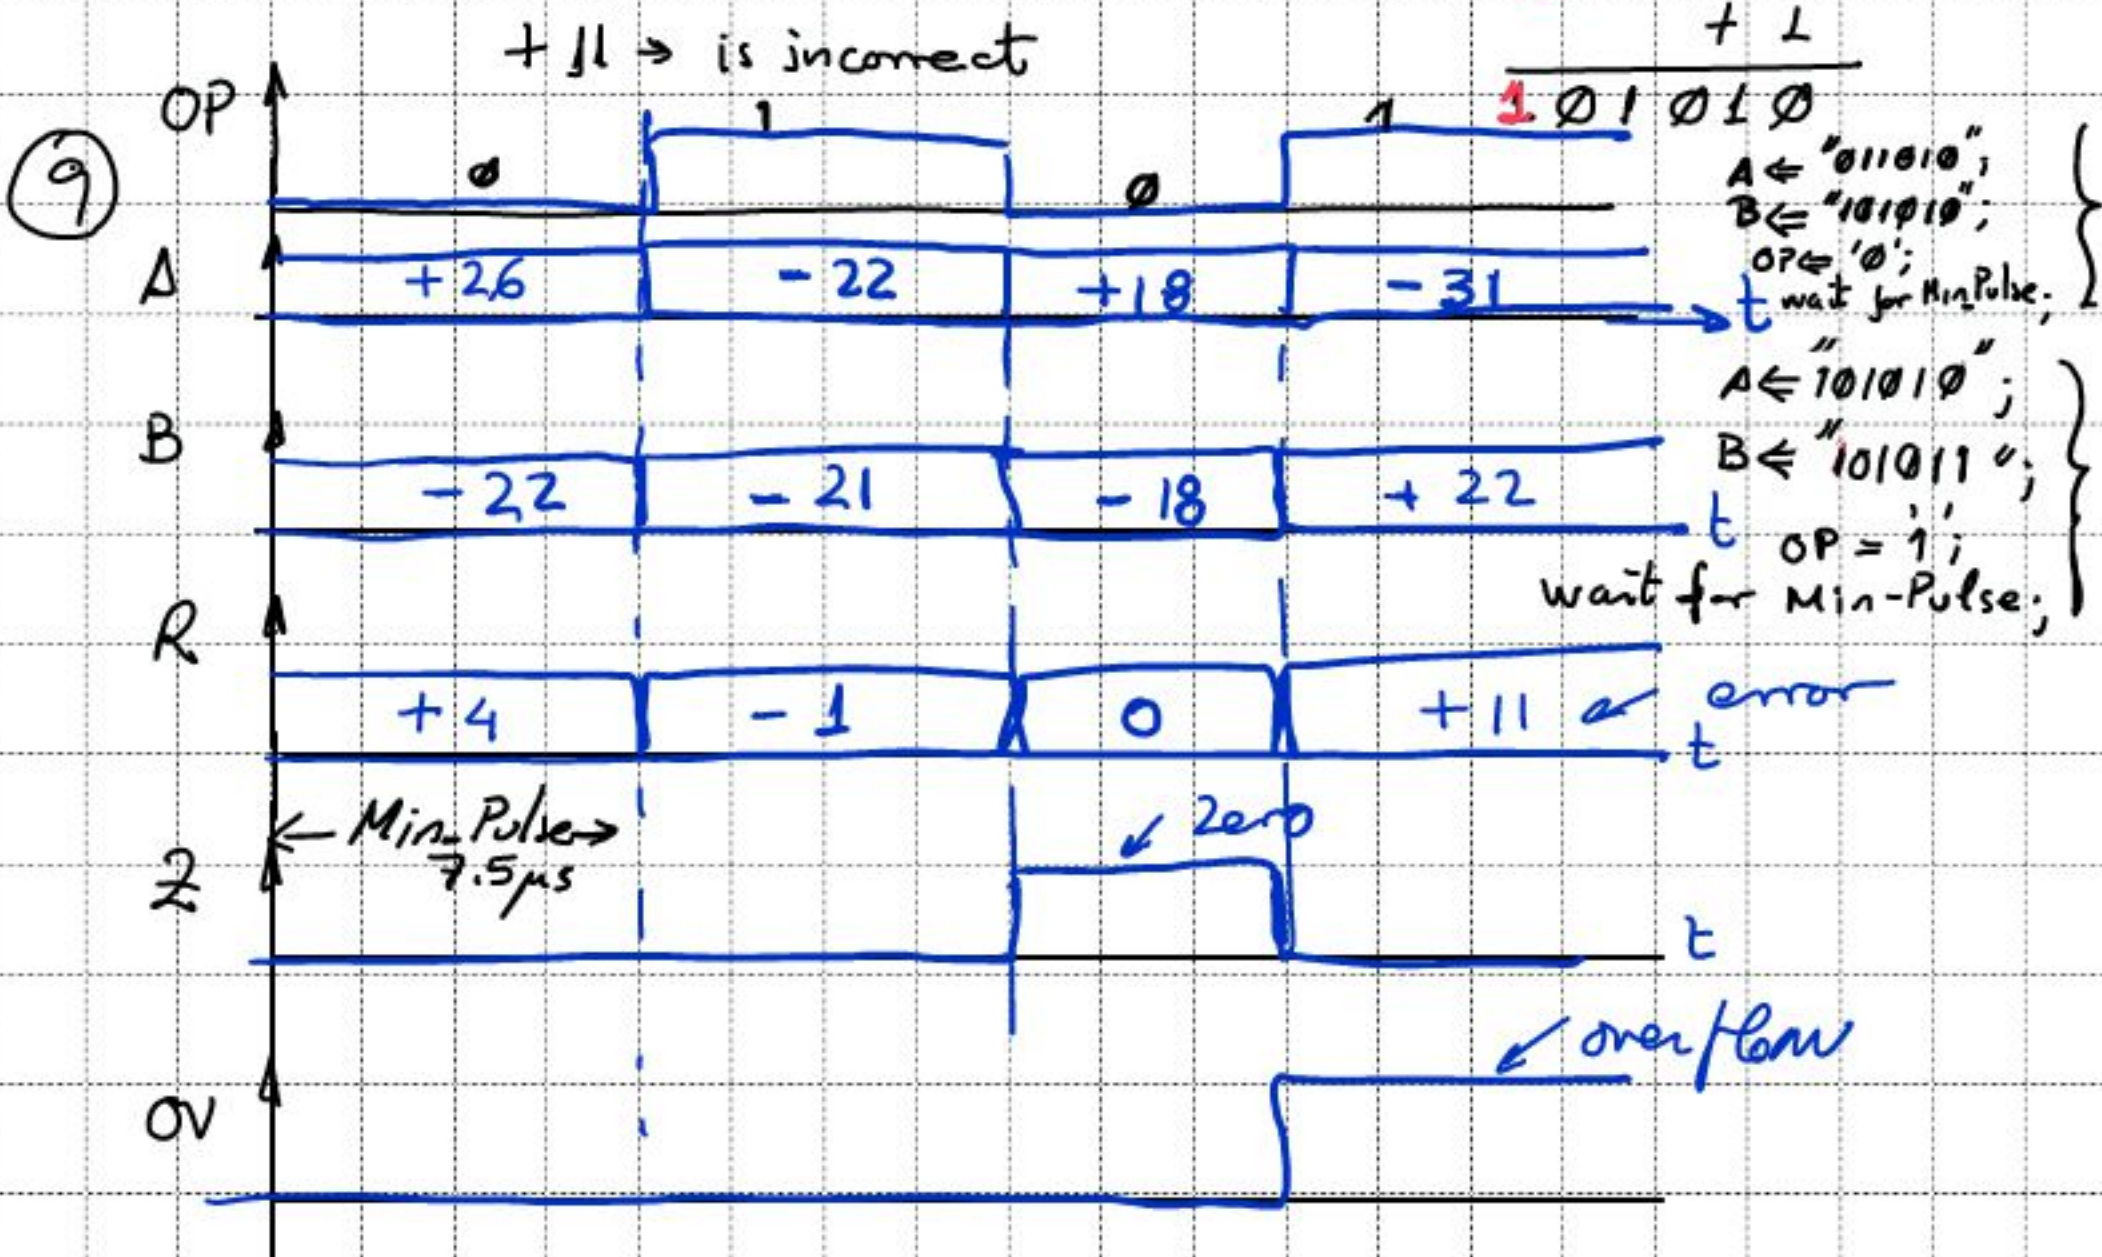 + 1
+11 → is incorrect
1 0 1 0 1 0
OP
0 1 0 1
9
A ⇐ "011010";
B ⇐ "101010";
OP ⇐ '0';
wait for Min_Pulse;
A
+26 -22 +18 -31 t
A ⇐ "101010";
B ⇐ "101011";
OP = '1';
wait for Min-Pulse;
B
-22 -21 -18 +22 t
R
+4 -1 0 +11 ← error
t
← Min_Pulse →
7.5µs
Zero
Z
t
overflow
OV